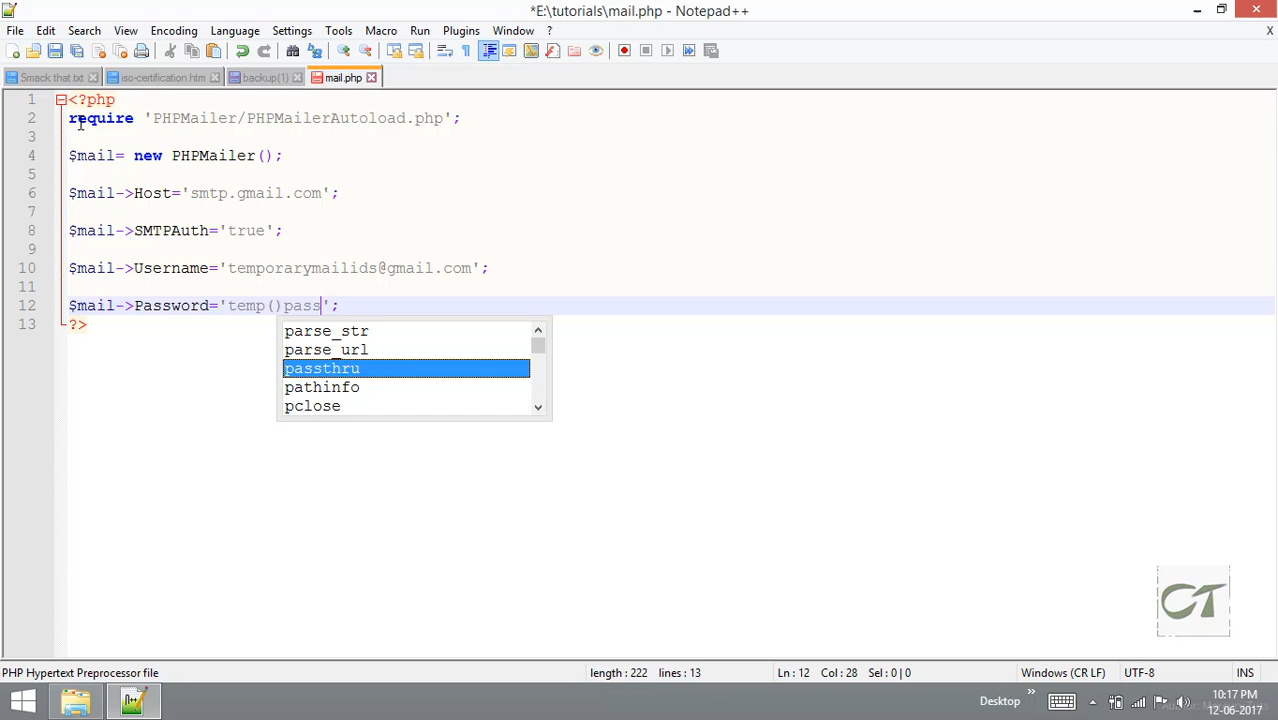 *E:\tutorials\mail.php - Notepad++
File Edit Search View Encoding Language Settings Tools Macro Run Plugins Window ? X
Smack that.txt iso-certification.htm backup(1) mail.php
1 <?php
2 require 'PHPMailer/PHPMailerAutoload.php';
3
4 $mail= new PHPMailer();
5
6 $mail->Host='smtp.gmail.com';
7
8 $mail->SMTPAuth='true';
9
10 $mail->Username='temporarymailids@gmail.com';
11
12 $mail->Password='temp()pass';
13 ?>
parse_str
parse_url
passthru
pathinfo
pclose
CT
PHP Hypertext Preprocessor file length : 222 lines : 13 Ln : 12 Col : 28 Sel : 0 | 0 Windows (CR LF) UTF-8 INS
Desktop » 10:17 PM
12-06-2017